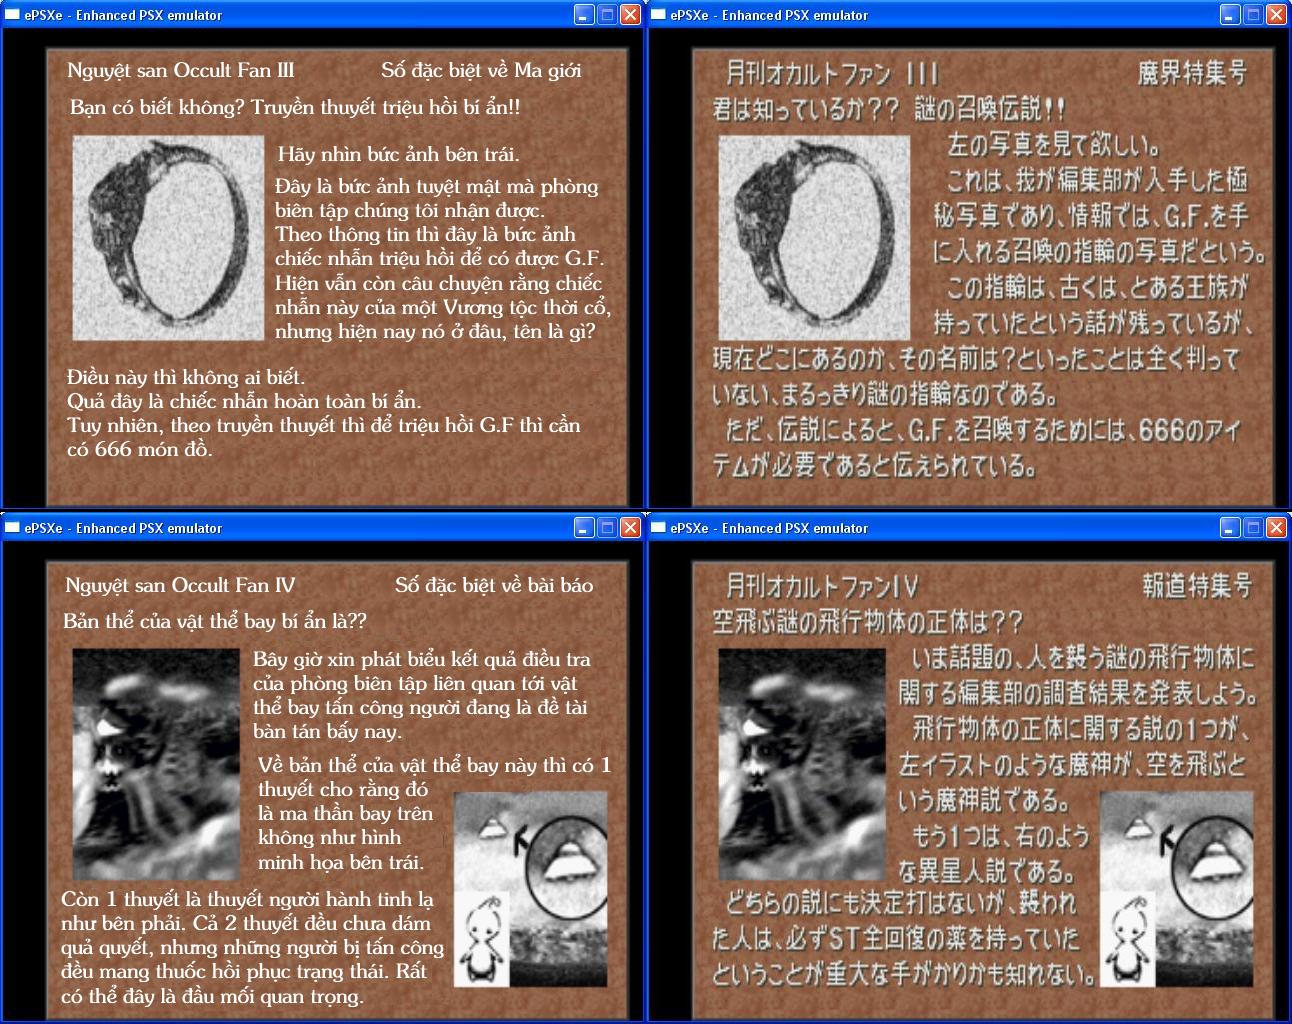 ePSXe - Enhanced PSX emulator
Nguyệt san Occult Fan III
Số đặc biệt về Ma giới
Bạn có biết không? Truyền thuyết triệu hồi bí ẩn!!
Hãy nhìn bức ảnh bên trái.
Đây là bức ảnh tuyệt mật mà phòng
biên tập chúng tôi nhận được.
Theo thông tin thì đây là bức ảnh
chiếc nhẫn triệu hồi để có được G.F.
Hiện vẫn còn câu chuyện rằng chiếc
nhẫn này của một Vương tộc thời cổ,
nhưng hiện nay nó ở đâu, tên là gì?
Điều này thì không ai biết.
Quả đây là chiếc nhẫn hoàn toàn bí ẩn.
Tuy nhiên, theo truyền thuyết thì để triệu hồi G.F thì cần
có 666 món đồ.
ePSXe - Enhanced PSX emulator
月刊オカルトファン III
魔界特集号
君は知っているか?? 謎の召喚伝説!!
左の写真を見て欲しい。
これは、我が編集部が入手した極
秘写真であり、情報では、G.F.を手
に入れる召喚の指輪の写真だという。
この指輪は、古くは、とある王族が
持っていたという話が残っているが、
現在どこにあるのか、その名前は?といったことは全く判って
いない、まるっきり謎の指輪なのである。
ただ、伝説によると、G.F.を召喚するためには、666のアイ
テムが必要であると伝えられている。
ePSXe - Enhanced PSX emulator
Nguyệt san Occult Fan IV
Số đặc biệt về bài báo
Bản thể của vật thể bay bí ẩn là??
Bây giờ xin phát biểu kết quả điều tra
của phòng biên tập liên quan tới vật
thể bay tấn công người đang là đề tài
bàn tán bấy nay.
Về bản thể của vật thể bay này thì có 1
thuyết cho rằng đó
là ma thần bay trên
không như hình
minh họa bên trái.
Còn 1 thuyết là thuyết người hành tinh lạ
như bên phải. Cả 2 thuyết đều chưa dám
quả quyết, nhưng những người bị tấn công
đều mang thuốc hồi phục trạng thái. Rất
có thể đây là đầu mối quan trọng.
ePSXe - Enhanced PSX emulator
月刊オカルトファンIV
報道特集号
空飛ぶ謎の飛行物体の正体は??
いま話題の、人を襲う謎の飛行物体に
関する編集部の調査結果を発表しよう。
飛行物体の正体に関する説の1つが、
左イラストのような魔神が、空を飛ぶと
いう魔神説である。
もう1つは、右のよう
な異星人説である。
どちらの説にも決定打はないが、襲われ
た人は、必ずST全回復の薬を持っていた
ということが重大な手がかりかも知れない。